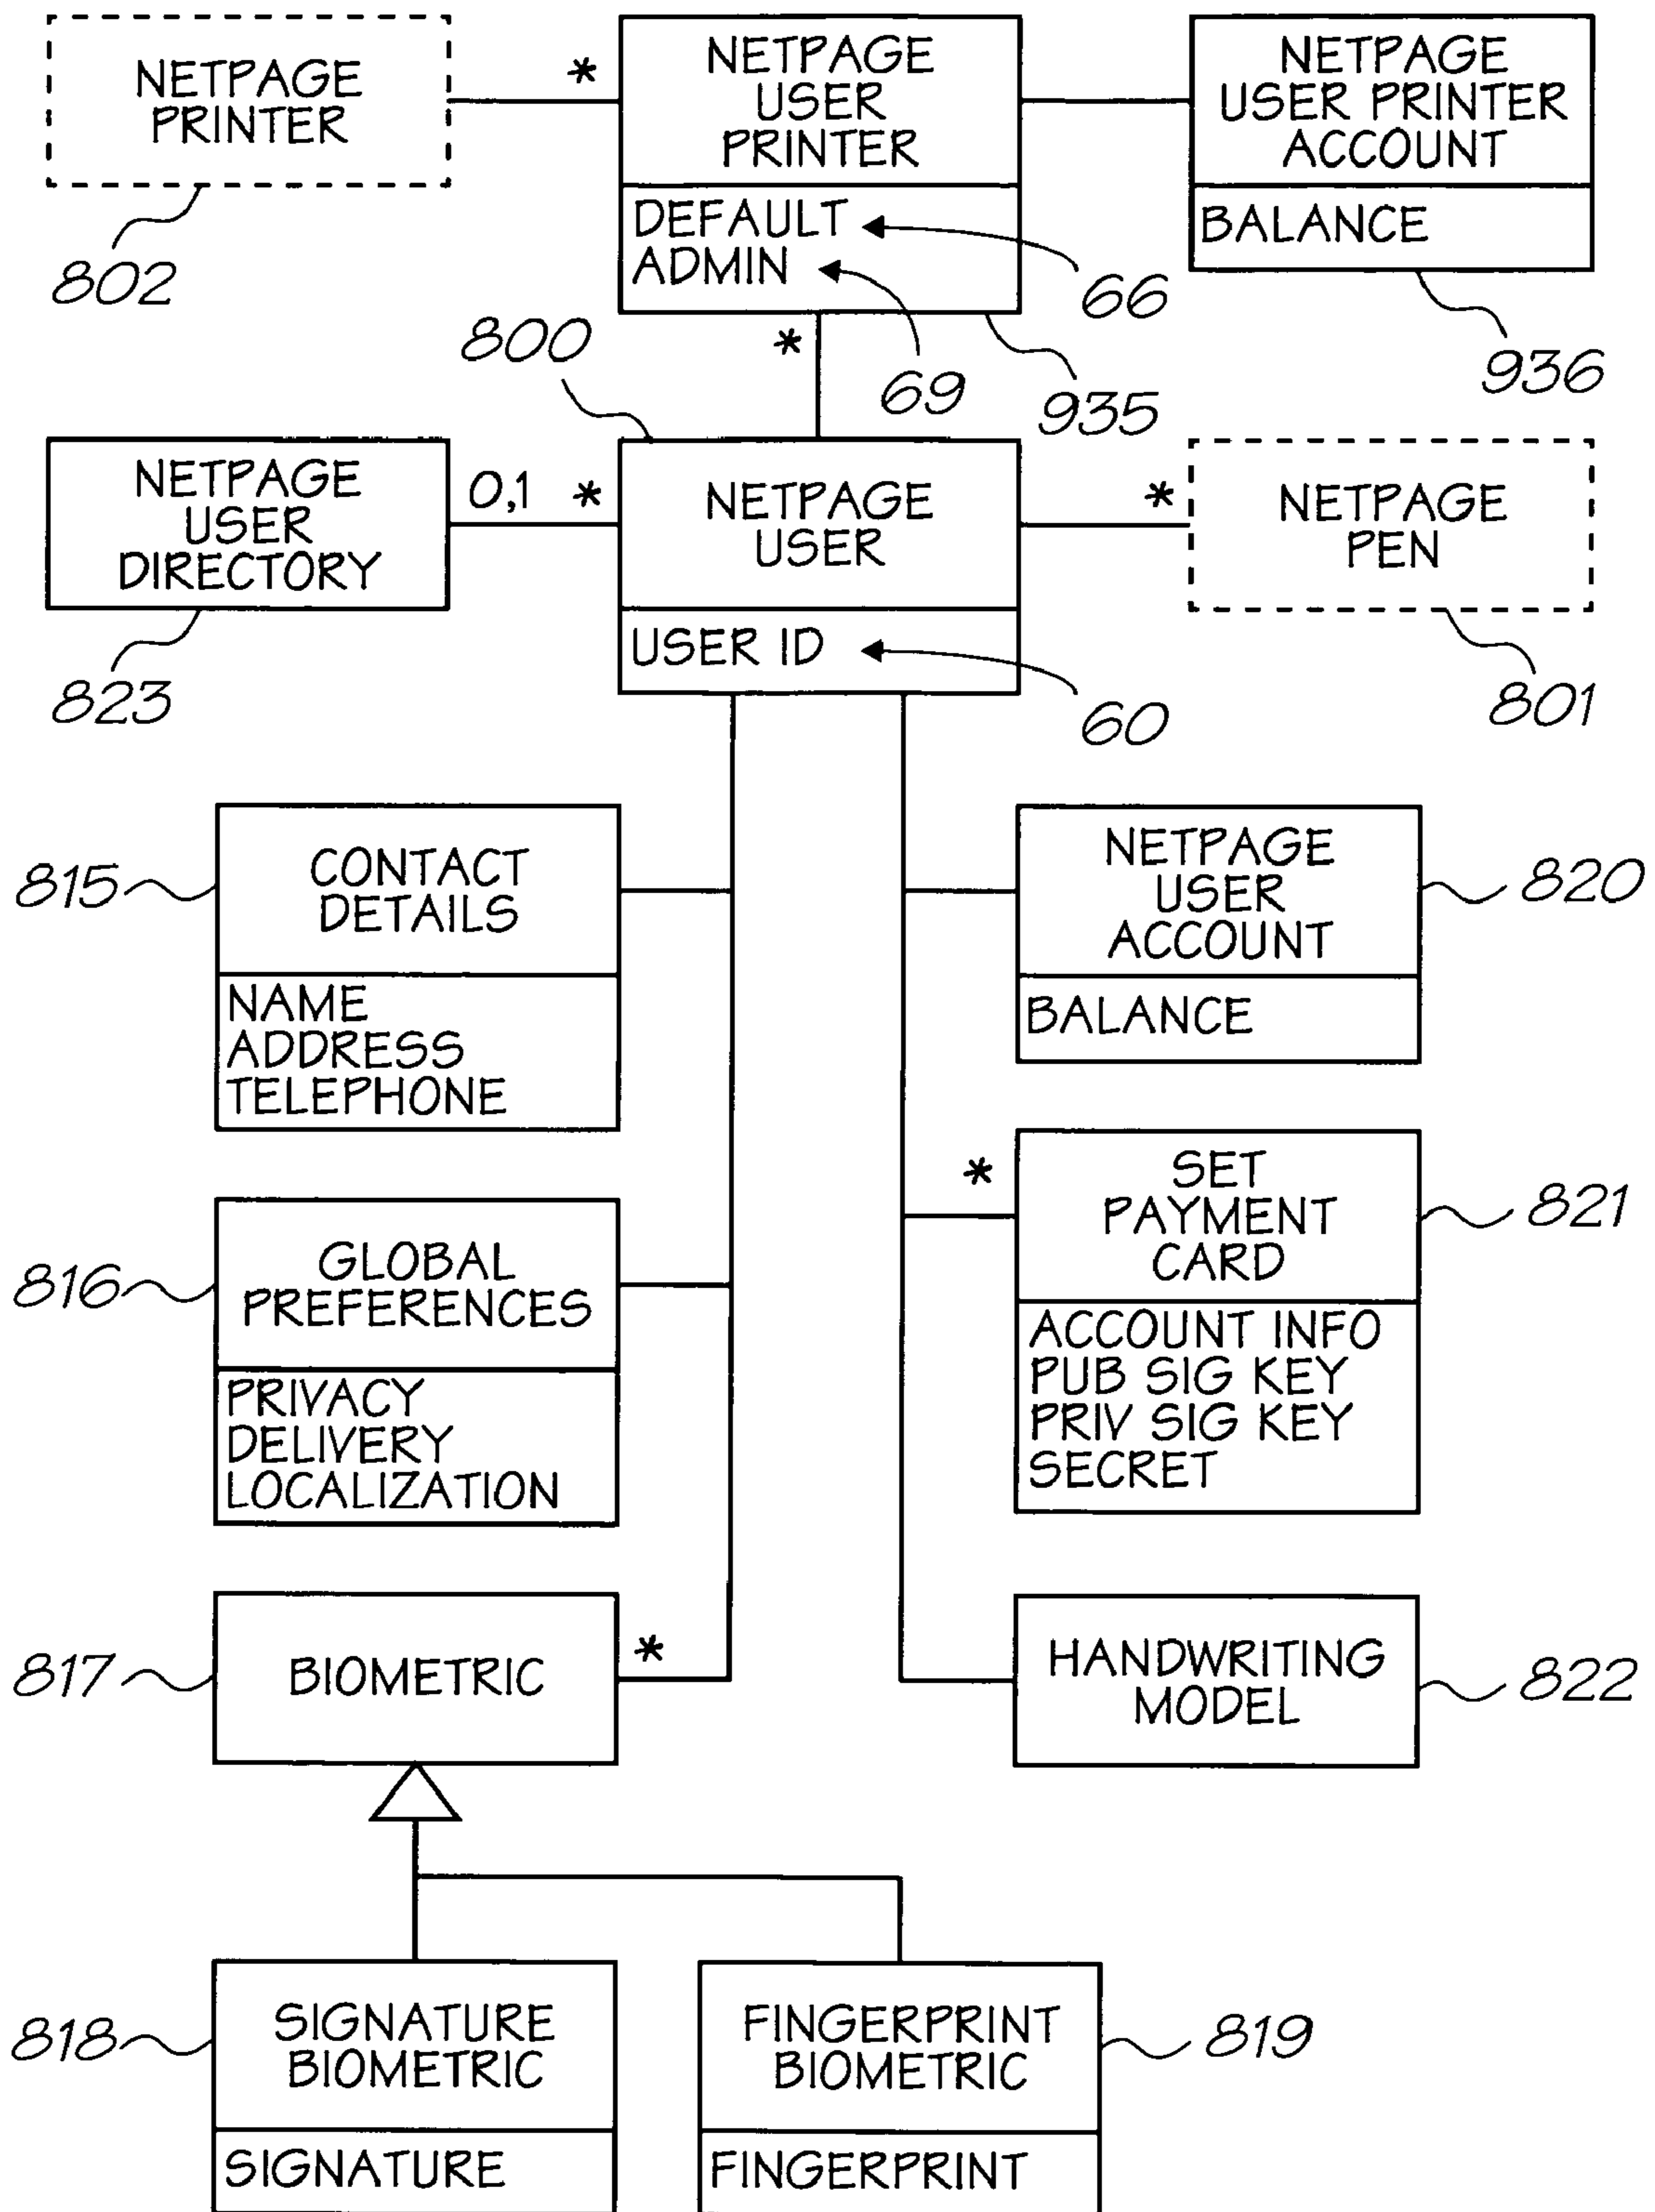 NETPAGE
PRINTER
802
*
NETPAGE
USER
PRINTER
DEFAULT
ADMIN
66
69
935
*
NETPAGE
USER PRINTER
ACCOUNT
BALANCE
936
800
NETPAGE
USER
DIRECTORY
823
0,1 *
NETPAGE
USER
USER ID
60
*
NETPAGE
PEN
801
815
CONTACT
DETAILS
NAME
ADDRESS
TELEPHONE
NETPAGE
USER
ACCOUNT
BALANCE
820
816
GLOBAL
PREFERENCES
PRIVACY
DELIVERY
LOCALIZATION
*
SET
PAYMENT
CARD
ACCOUNT INFO
PUB SIG KEY
PRIV SIG KEY
SECRET
821
817
BIOMETRIC
*
HANDWRITING
MODEL
822
818
SIGNATURE
BIOMETRIC
SIGNATURE
FINGERPRINT
BIOMETRIC
FINGERPRINT
819